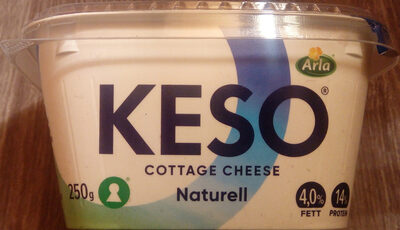 Arla
KESO®
COTTAGE CHEESE
Naturell
250g
4,0%
FETT
14%
PROTEIN